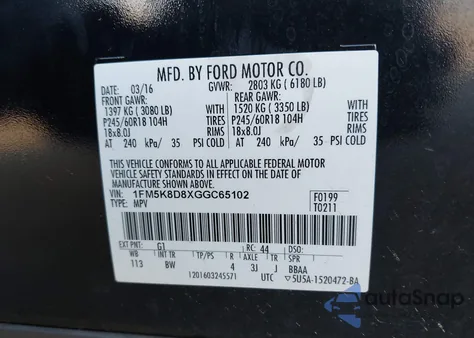 MFD. BY FORD MOTOR CO.
DATE: 03/16 GVWR: 2803 KG ( 6180 LB)
FRONT GAWR: REAR GAWR:
1397 KG ( 3080 LB) 1520 KG ( 3350 LB)
P245/60R18 104H WITH TIRES P245/60R18 104H
18x8.0J RIMS 18x8.0J
AT 240 kPa/ 35 PSI COLD AT 240 kPa/ 35 PSI COLD
THIS VEHICLE CONFORMS TO ALL APPLICABLE FEDERAL MOTOR
VEHICLE SAFETY STANDARDS IN EFFECT ON THE DATE OF
MANUFACTURE SHOWN ABOVE.
VIN: 1FM5K8D8XGGC65102
TYPE: MPV
F0199
T0211
EXT PNT: G1 RC: 44 DSO:
WB INT TR TP/PS R AXLE TR SPR
113 BW 4 3J J BBAA
1201603245571 UTC 5U5A-1520472-BA
autoSnap